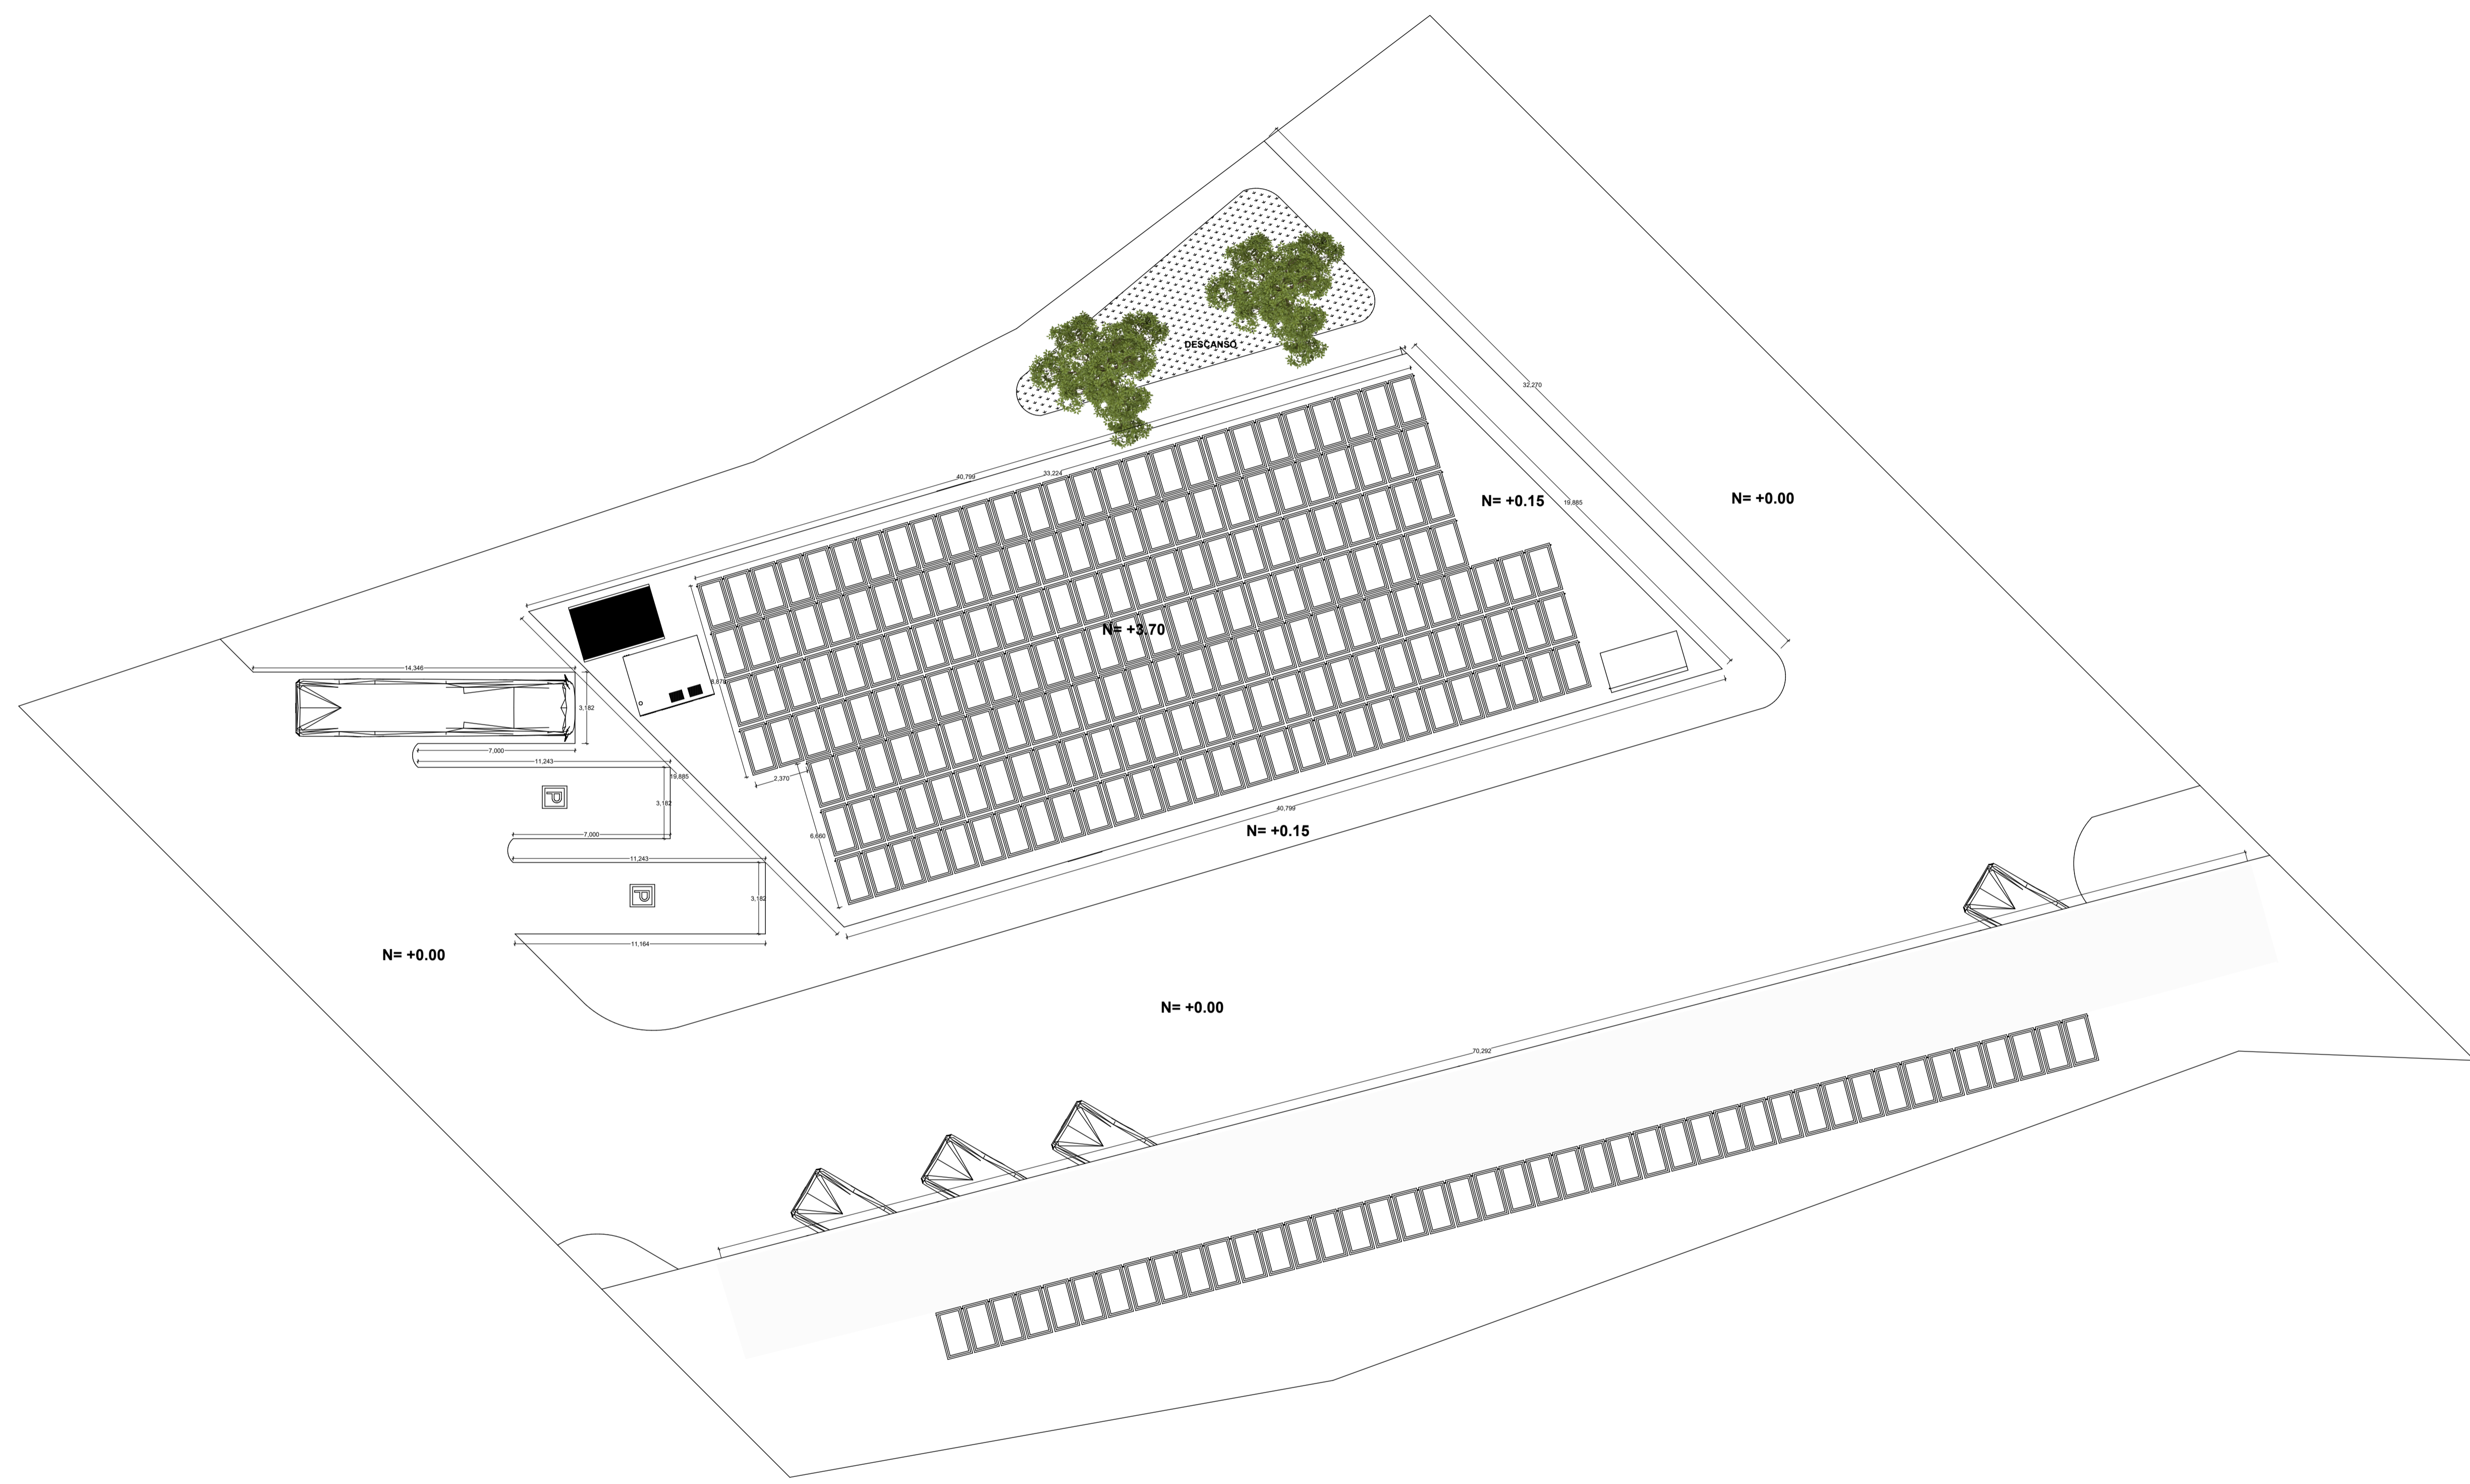 DESCANSO
32,270
40,799
33,224
N= +0.15
19,885
N= +0.00
N= +3.70
14,346
8,870
3,182
7,000
11,243
19,885
2,370
P
3,182
40,799
N= +0.15
7,000
6,660
11,243
P
3,182
11,164
N= +0.00
N= +0.00
70,292